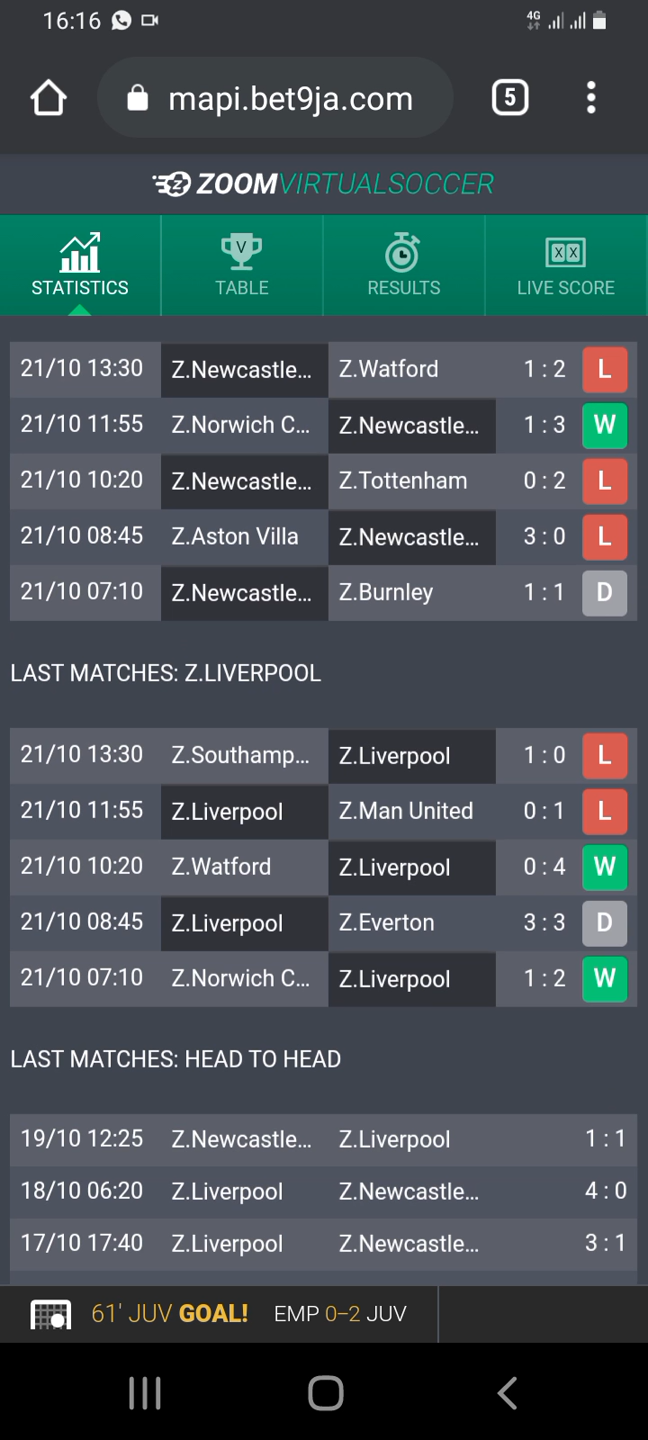 16:16
4G
mapi.bet9ja.com
5
ZOOMVIRTUALSOCCER
STATISTICS TABLE RESULTS LIVE SCORE
21/10 13:30 Z.Newcastle... Z.Watford 1 : 2 L
21/10 11:55 Z.Norwich C... Z.Newcastle... 1 : 3 W
21/10 10:20 Z.Newcastle... Z.Tottenham 0 : 2 L
21/10 08:45 Z.Aston Villa Z.Newcastle... 3 : 0 L
21/10 07:10 Z.Newcastle... Z.Burnley 1 : 1 D
LAST MATCHES: Z.LIVERPOOL
21/10 13:30 Z.Southamp... Z.Liverpool 1 : 0 L
21/10 11:55 Z.Liverpool Z.Man United 0 : 1 L
21/10 10:20 Z.Watford Z.Liverpool 0 : 4 W
21/10 08:45 Z.Liverpool Z.Everton 3 : 3 D
21/10 07:10 Z.Norwich C... Z.Liverpool 1 : 2 W
LAST MATCHES: HEAD TO HEAD
19/10 12:25 Z.Newcastle... Z.Liverpool 1 : 1
18/10 06:20 Z.Liverpool Z.Newcastle... 4 : 0
17/10 17:40 Z.Liverpool Z.Newcastle... 3 : 1
61' JUV GOAL! EMP 0–2 JUV